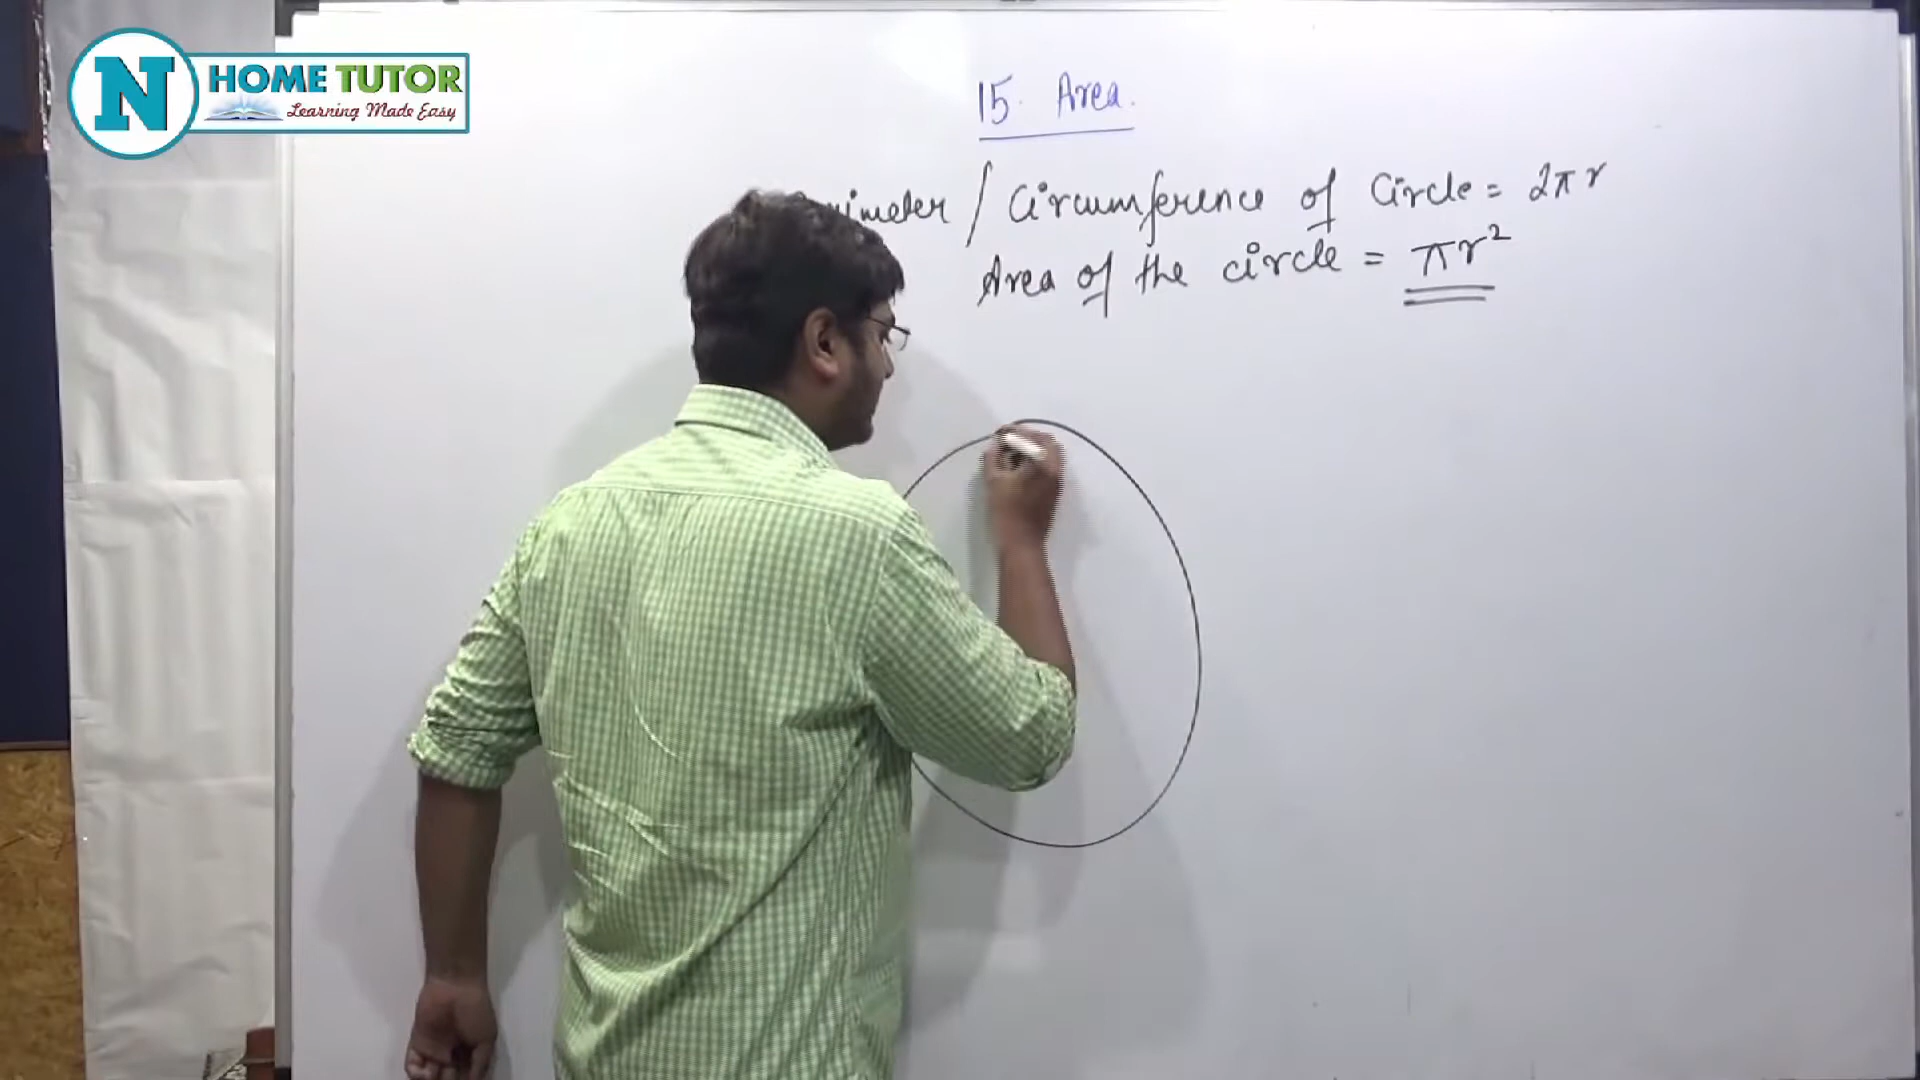 N HOME TUTOR
Learning Made Easy
15. Area.
/ Circumference of Circle = 2πr
Area of the circle = πr²